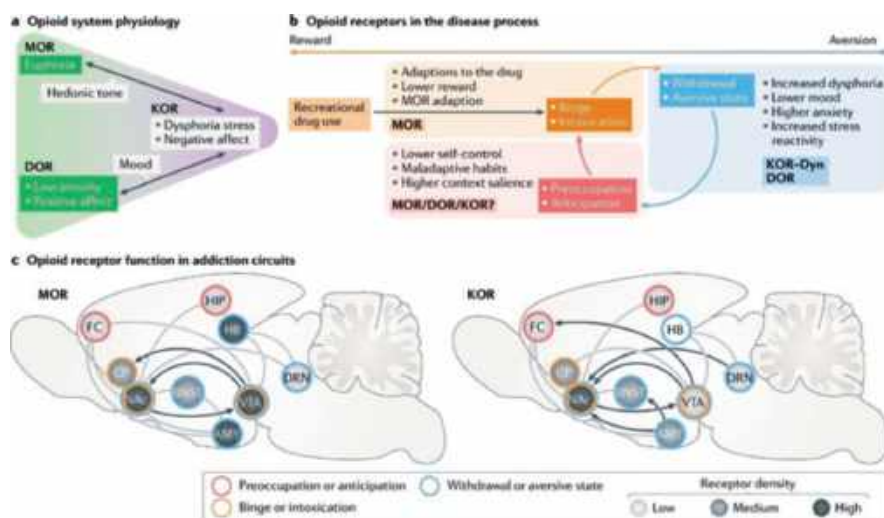 a Opioid system physiology
MOR
Euphoria
Hedonic tone
KOR
• Dysphoria stress
• Negative affect
Mood
DOR
• Low anxiety
• Positive affect
b Opioid receptors in the disease process
Reward
Aversion
Recreational
drug use
• Adaptions to the drug
• Lower reward
• MOR adaption
MOR
• Binge
• Intoxication
• Withdrawal
• Aversive state
• Increased dysphoria
• Lower mood
• Higher anxiety
• Increased stress
reactivity
KOR–Dyn
DOR
• Lower self-control
• Maladaptive habits
• Higher context salience
MOR/DOR/KOR?
• Preoccupation
• Anticipation
c Opioid receptor function in addiction circuits
MOR
FC
HIP
HB
DRN
VTA
KOR
FC
HIP
HB
DRN
VTA
Preoccupation or anticipation
Binge or intoxication
Withdrawal or aversive state
Receptor density
Low
Medium
High